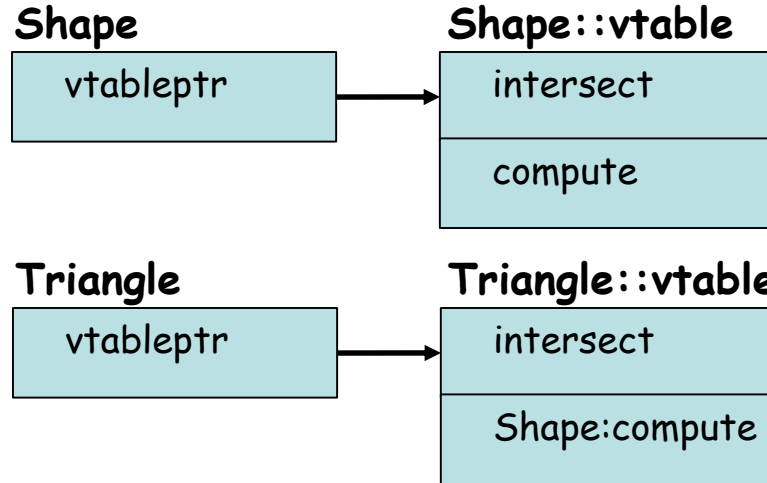 Shape
Shape::vtable
vtableptr
intersect
compute
Triangle
Triangle::vtable
vtableptr
intersect
Shape:compute